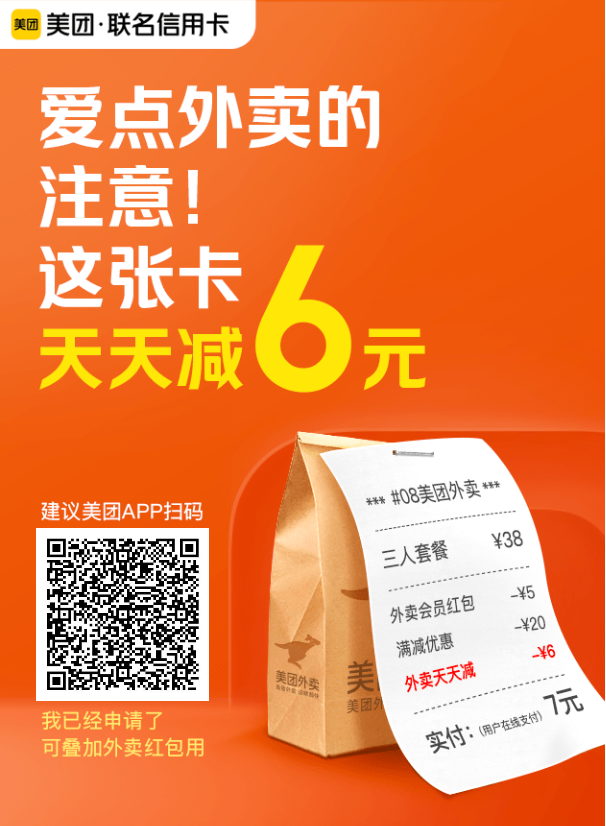 美团 美团·联名信用卡
爱点外卖的
注意！
这张卡
天天减6元
建议美团APP扫码
我已经申请了
可叠加外卖红包用
*** #08美团外卖 ***
三人套餐 ¥38
外卖会员红包 -¥5
满减优惠 -¥20
外卖天天减 -¥6
实付：(用户在线支付) 7元
美团外卖
美团
美团外